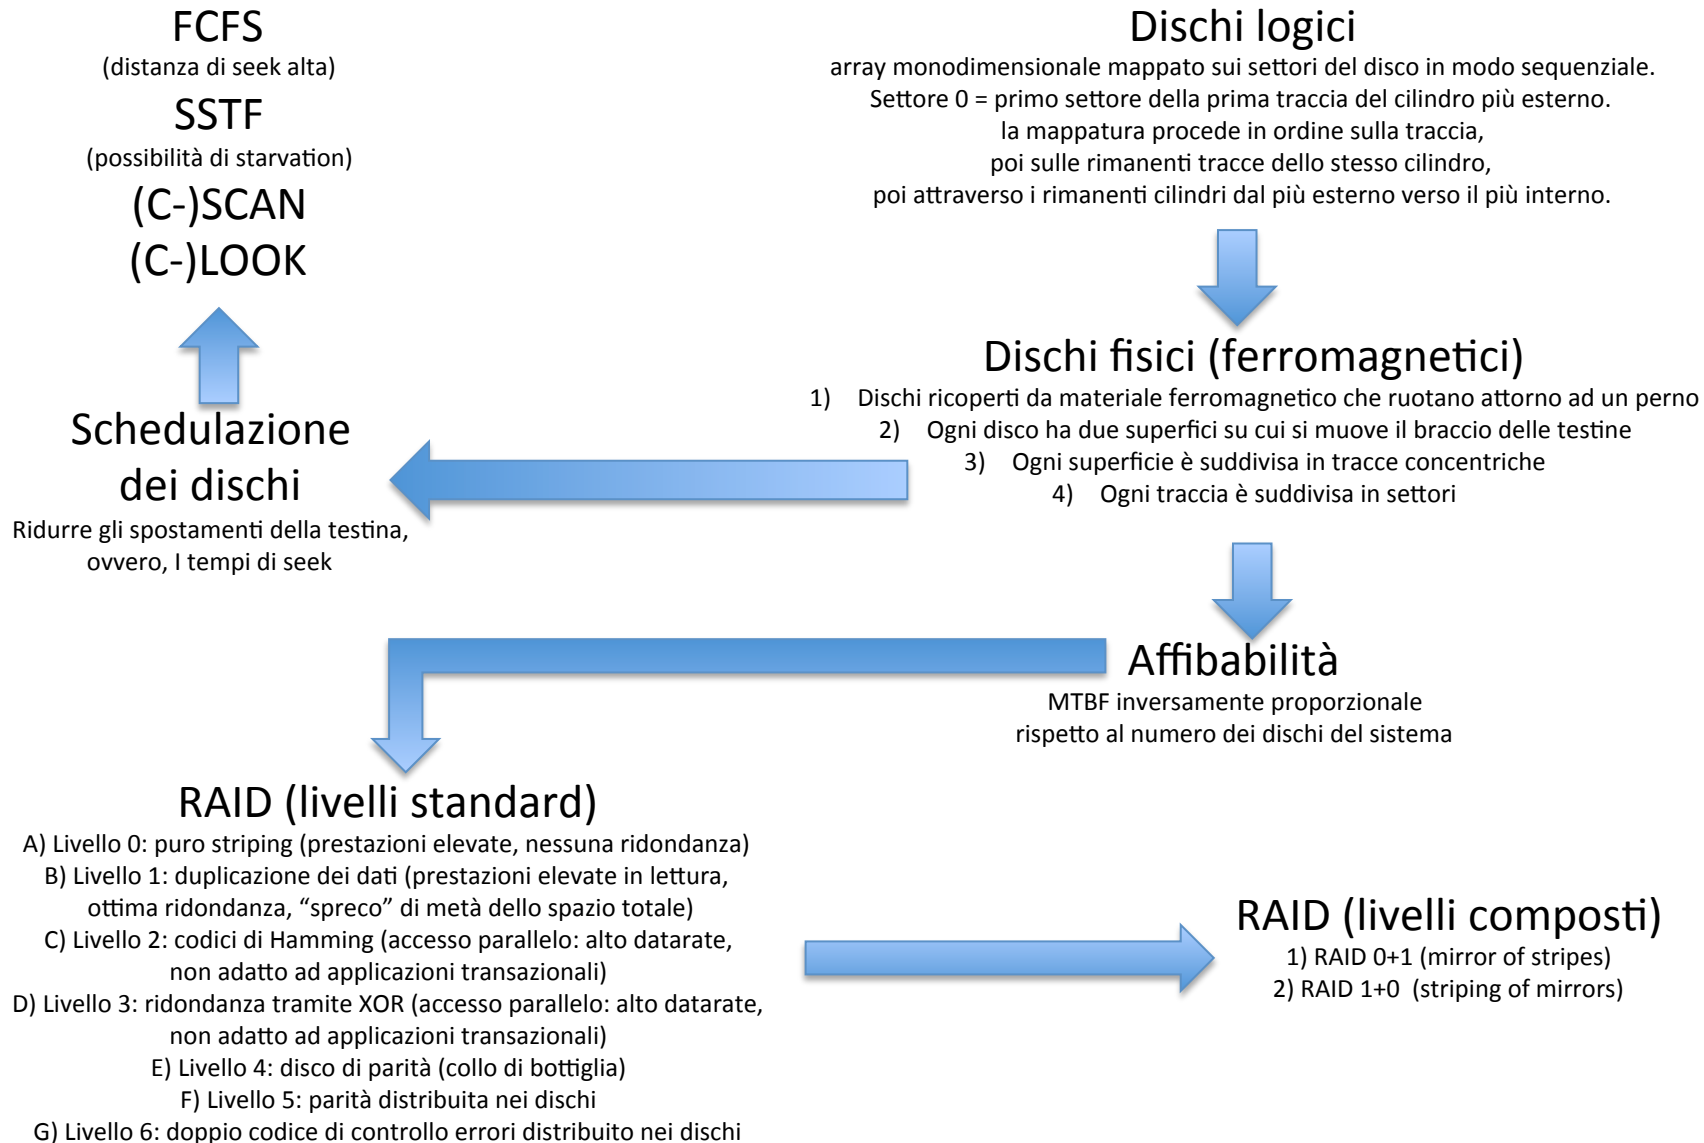 FCFS
(distanza di seek alta)
SSTF
(possibilità di starvation)
(C-)SCAN
(C-)LOOK
Dischi logici
array monodimensionale mappato sui settori del disco in modo sequenziale.
Settore 0 = primo settore della prima traccia del cilindro più esterno.
la mappatura procede in ordine sulla traccia,
poi sulle rimanenti tracce dello stesso cilindro,
poi attraverso i rimanenti cilindri dal più esterno verso il più interno.
Dischi fisici (ferromagnetici)
1) Dischi ricoperti da materiale ferromagnetico che ruotano attorno ad un perno
2) Ogni disco ha due superfici su cui si muove il braccio delle testine
3) Ogni superficie è suddivisa in tracce concentriche
4) Ogni traccia è suddivisa in settori
Schedulazione
dei dischi
Ridurre gli spostamenti della testina,
ovvero, I tempi di seek
Affibabilità
MTBF inversamente proporzionale
rispetto al numero dei dischi del sistema
RAID (livelli standard)
A) Livello 0: puro striping (prestazioni elevate, nessuna ridondanza)
B) Livello 1: duplicazione dei dati (prestazioni elevate in lettura,
ottima ridondanza, “spreco” di metà dello spazio totale)
C) Livello 2: codici di Hamming (accesso parallelo: alto datarate,
non adatto ad applicazioni transazionali)
D) Livello 3: ridondanza tramite XOR (accesso parallelo: alto datarate,
non adatto ad applicazioni transazionali)
E) Livello 4: disco di parità (collo di bottiglia)
F) Livello 5: parità distribuita nei dischi
G) Livello 6: doppio codice di controllo errori distribuito nei dischi
RAID (livelli composti)
1) RAID 0+1 (mirror of stripes)
2) RAID 1+0 (striping of mirrors)